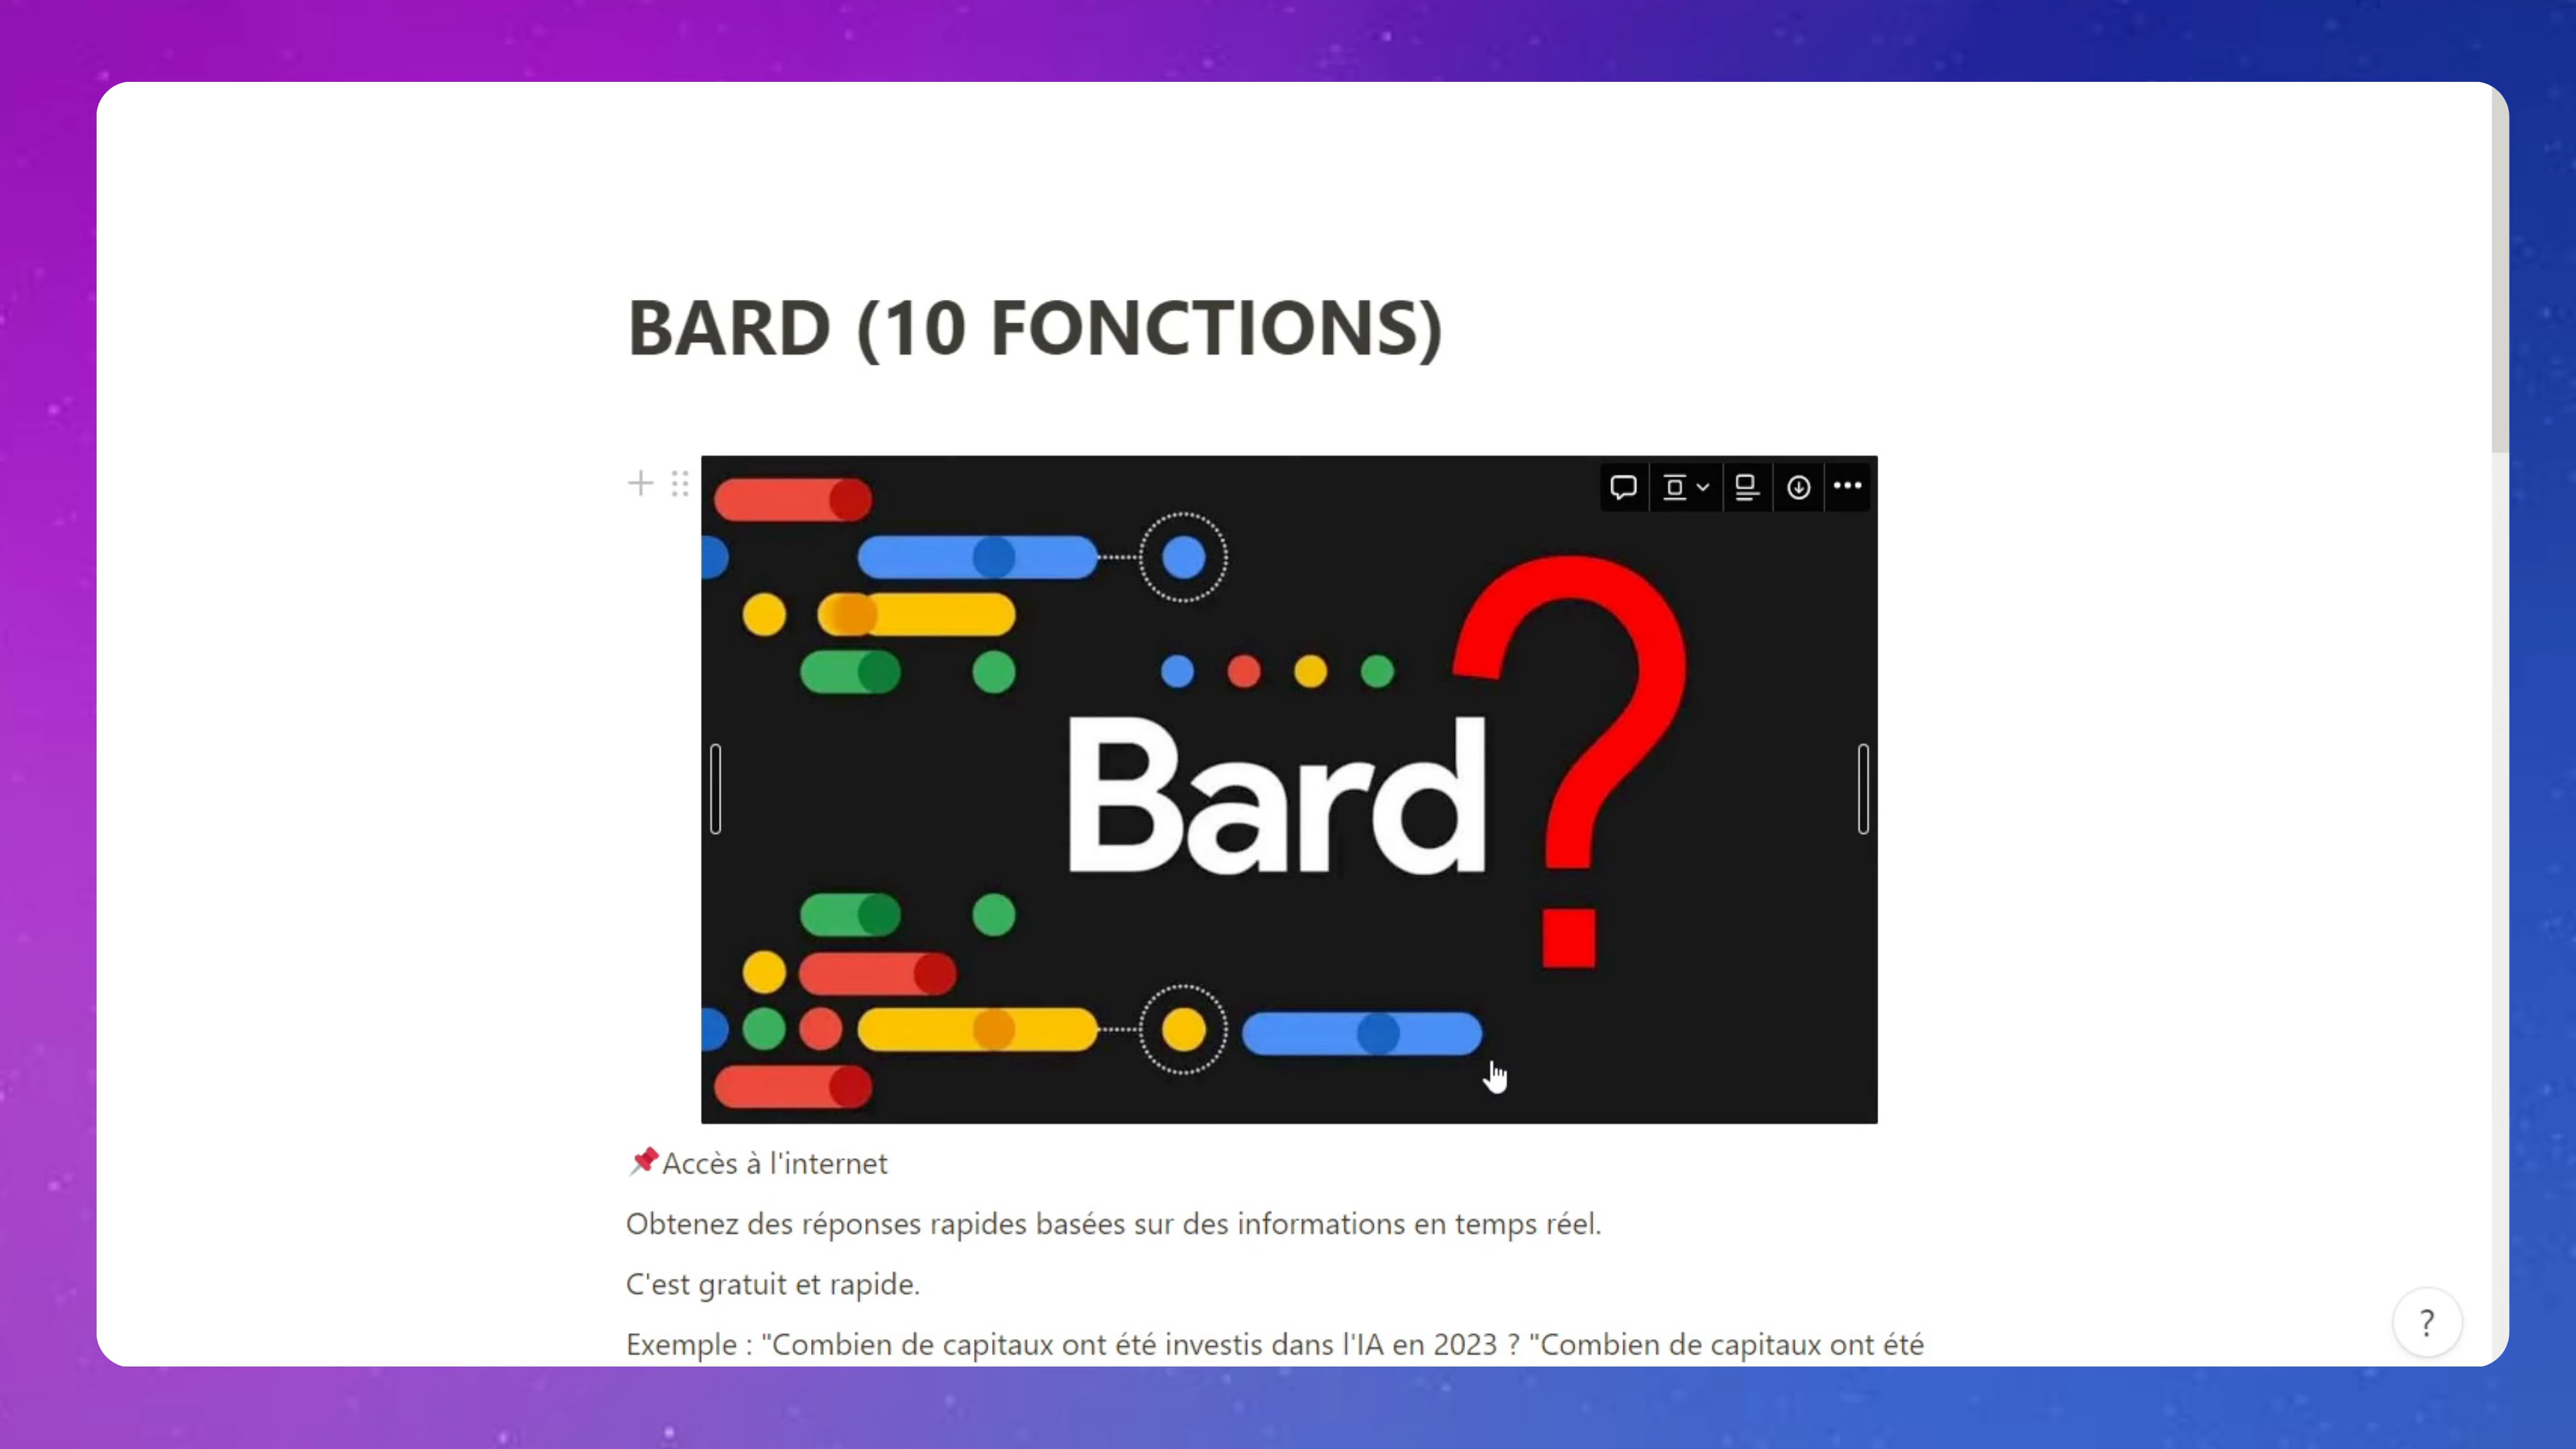 BARD (10 FONCTIONS)
Bard?
📌Accès à l'internet
Obtenez des réponses rapides basées sur des informations en temps réel.
C'est gratuit et rapide.
Exemple : "Combien de capitaux ont été investis dans l'IA en 2023 ? "Combien de capitaux ont été
?